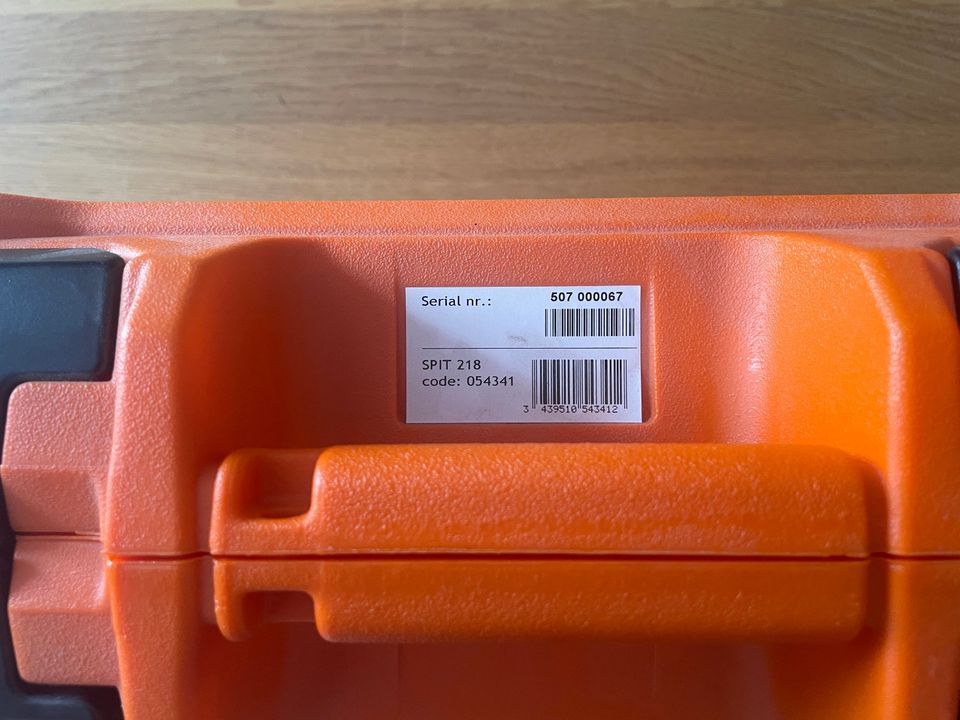 Serial nr.: 507 000067
SPIT 218
code: 054341
3 439510 543412